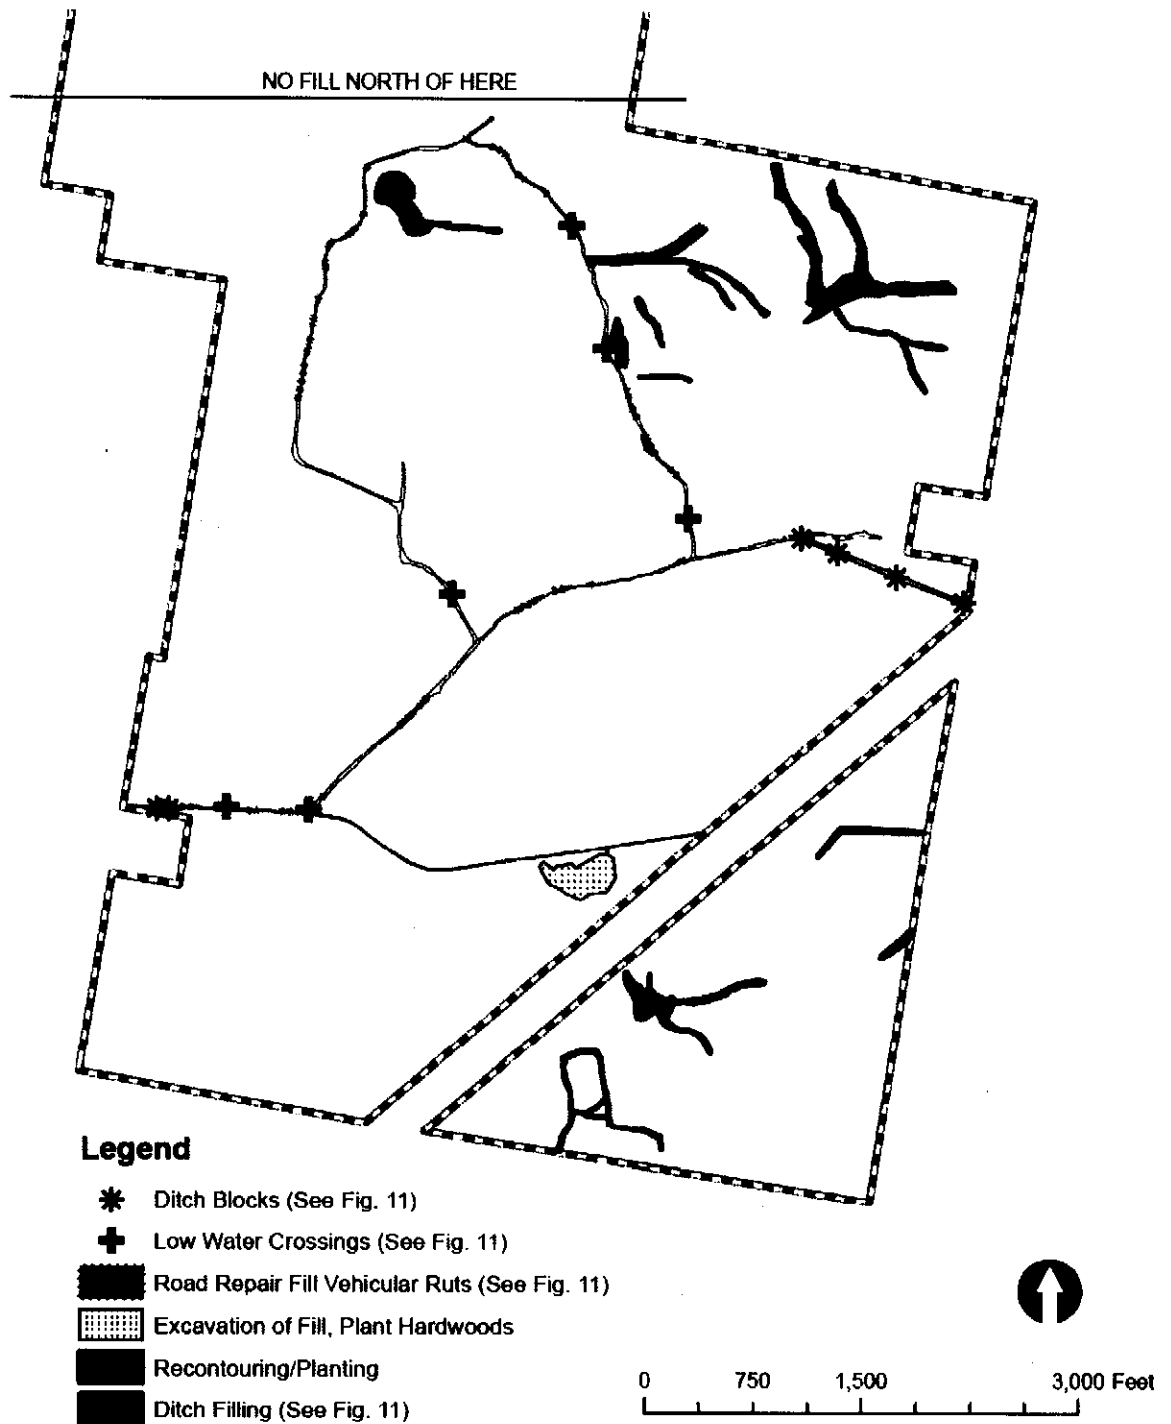 NO FILL NORTH OF HERE
Legend
Ditch Blocks (See Fig. 11)
Low Water Crossings (See Fig. 11)
Road Repair Fill Vehicular Ruts (See Fig. 11)
Excavation of Fill, Plant Hardwoods
Recontouring/Planting
Ditch Filling (See Fig. 11)
0 750 1,500 3,000 Feet